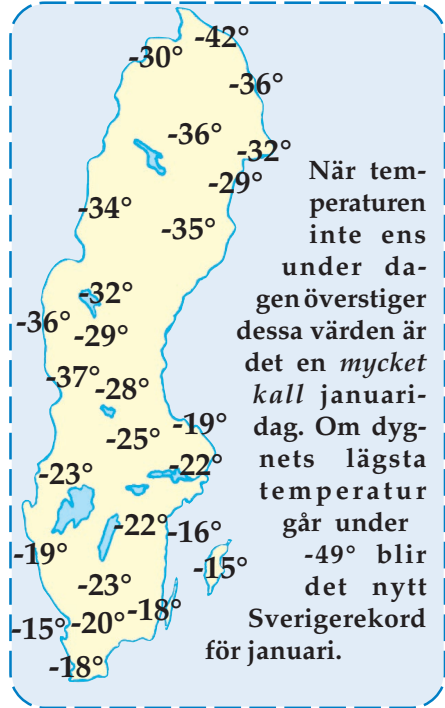 -42°
-30°
-36°
-36°
-32°
-29°
-34°
-35°
-32°
-36°
-29°
-37°
-28°
-19°
-25°
-22°
-23°
-22°
-16°
-19°
-15°
-23°
-18°
-15°
-20°
-18°
När tem-
peraturen
inte ens
under da-
gen överstiger
dessa värden är
det en mycket
kall januari-
dag. Om dyg-
nets lägsta
temperatur
går under
-49° blir
det nytt
Sverigerekord
för januari.